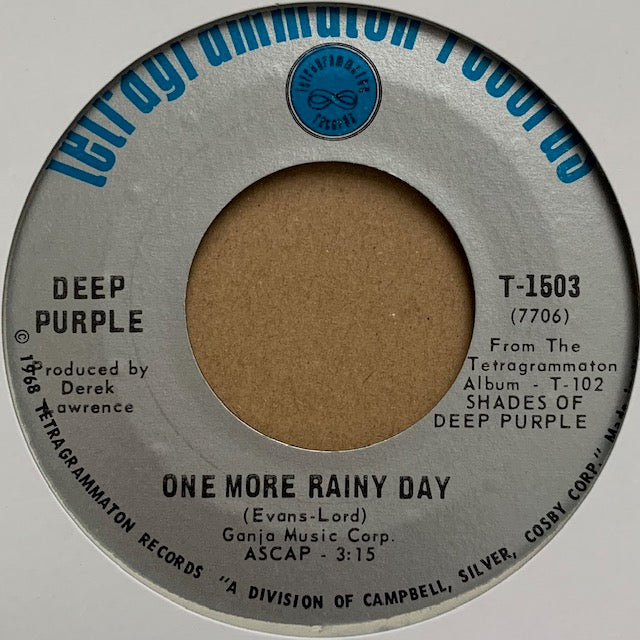 tetragrammaton records
tetragrammaton
records
DEEP
PURPLE
T-1503
(7706)
Produced by
Derek
Lawrence
From The
Tetragrammaton
Album - T-102
SHADES OF
DEEP PURPLE
ONE MORE RAINY DAY
(Evans-Lord)
Ganja Music Corp.
ASCAP - 3:15
© 1968 TETRAGRAMMATON RECORDS "A DIVISION OF CAMPBELL, SILVER, COSBY CORP." Made